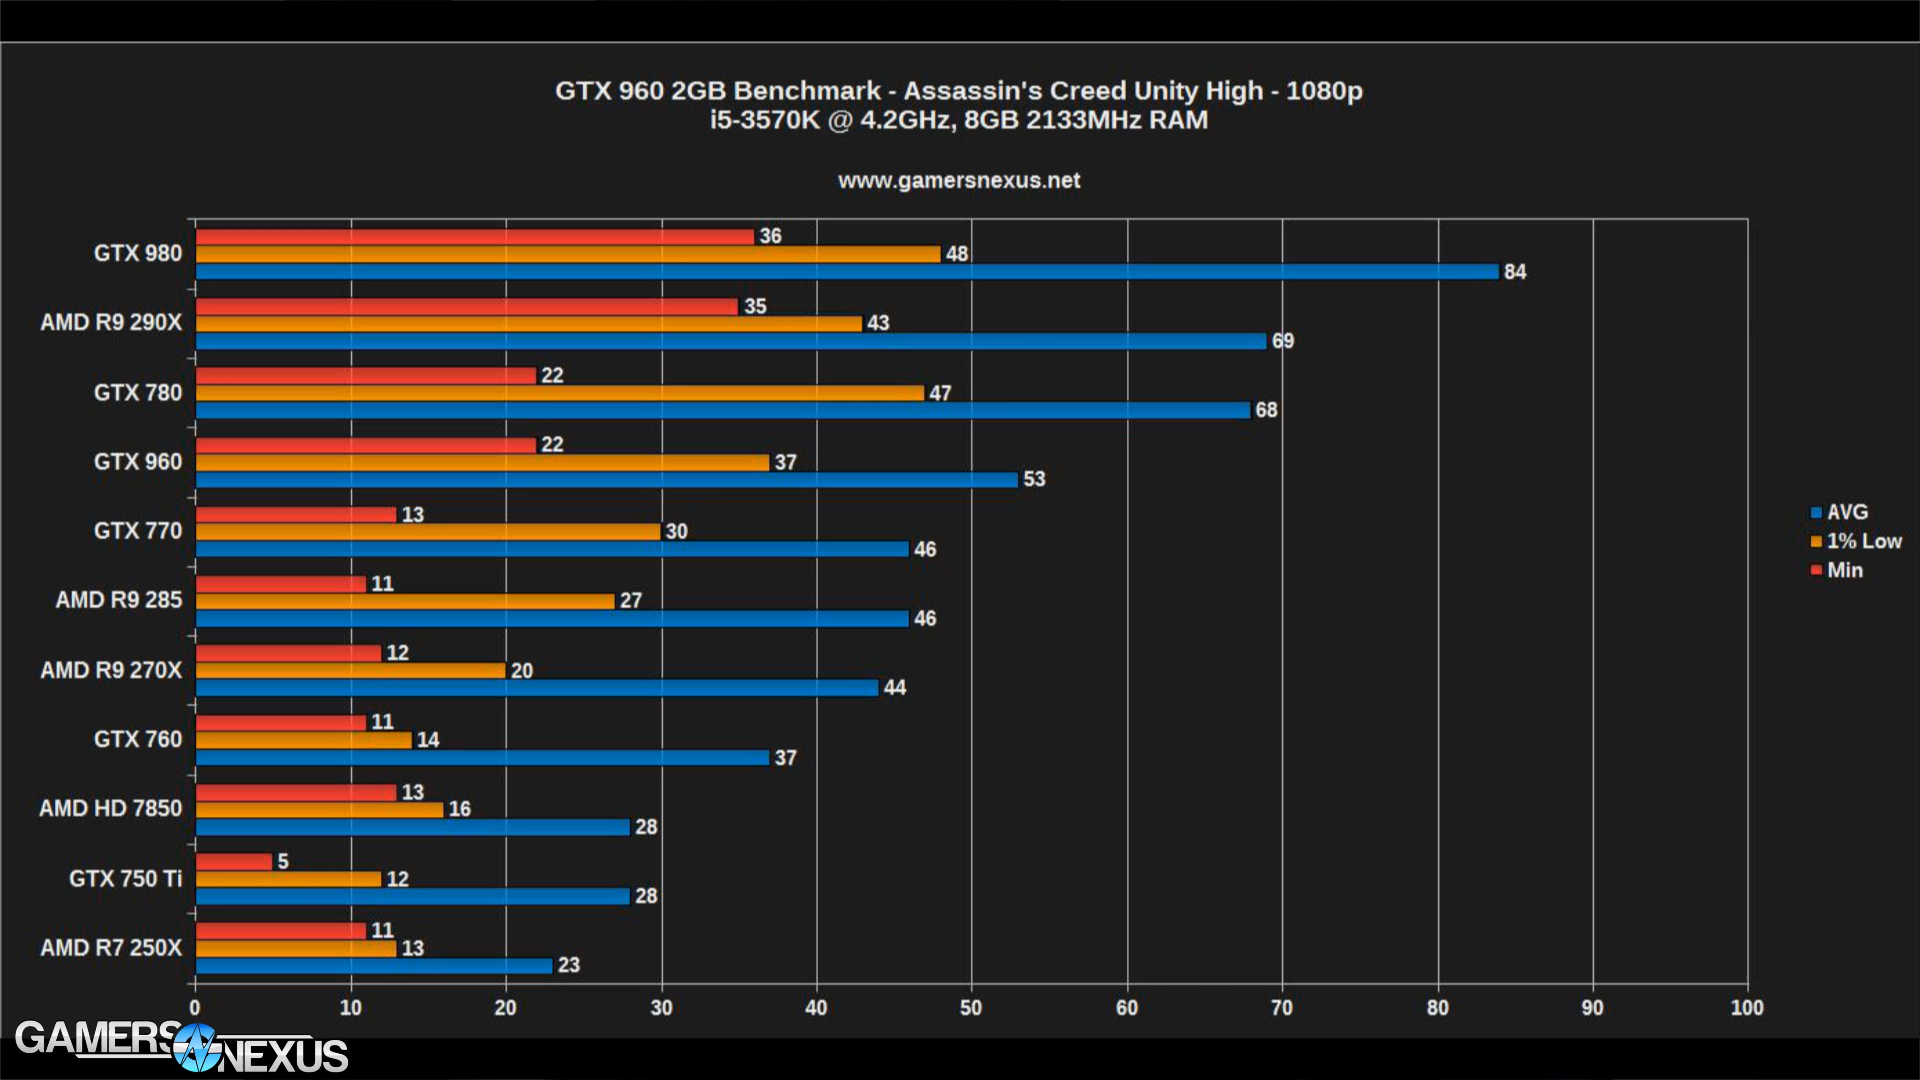 GTX 960 2GB Benchmark - Assassin's Creed Unity High - 1080p
i5-3570K @ 4.2GHz, 8GB 2133MHz RAM
www.gamersnexus.net
GTX 980
36
48
84
AMD R9 290X
35
43
69
GTX 780
22
47
68
GTX 960
22
37
53
GTX 770
13
30
46
AMD R9 285
11
27
46
AMD R9 270X
12
20
44
GTX 760
11
14
37
AMD HD 7850
13
16
28
GTX 750 Ti
5
12
28
AMD R7 250X
11
13
23
0 10 20 30 40 50 60 70 80 90 100
AVG
1% Low
Min
GAMERS
NEXUS